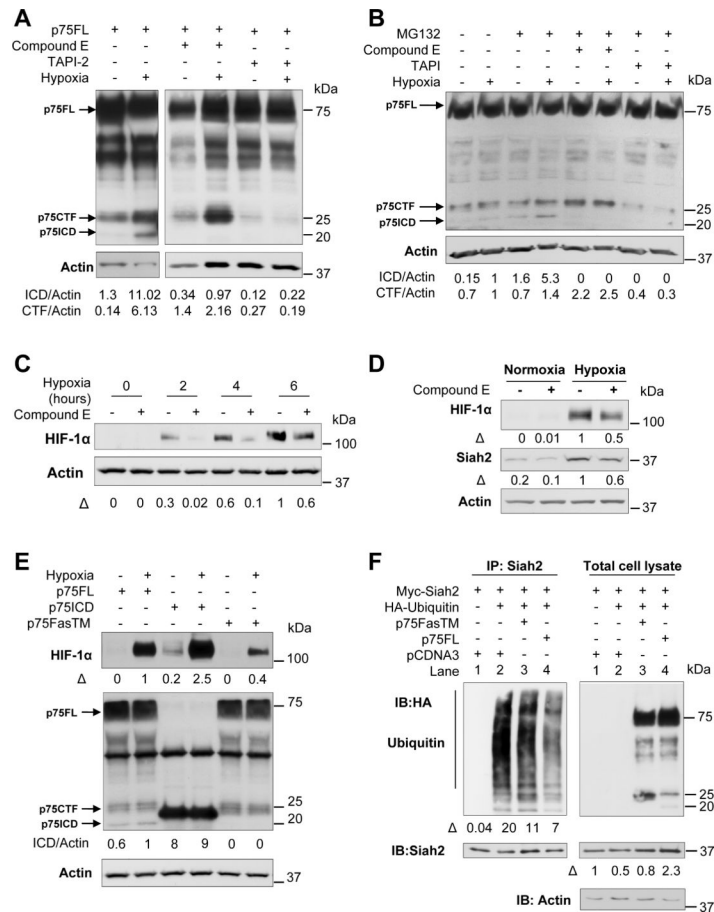 A
p75FL + + + + + + + +
Compound E - - + + - -
TAPI-2 - - - - + +
Hypoxia - + - + - + - +
kDa
p75FL
75
p75CTF
25
p75ICD
20
Actin
37
ICD/Actin 1.3 11.02 0.34 0.97 0.12 0.22
CTF/Actin 0.14 6.13 1.4 2.16 0.27 0.19
B
MG132 - - + + + + + +
Compound E - - - - + + - -
TAPI - - - - - - + +
Hypoxia - + - + - + - +
kDa
p75FL
75
p75CTF
25
p75ICD
20
Actin
37
ICD/Actin 0.15 1 1.6 5.3 0 0 0 0
CTF/Actin 0.7 1 0.7 1.4 2.2 2.5 0.4 0.3
C
Hypoxia (hours) 0 2 4 6
Compound E - + - + - + - +
kDa
HIF-1α
100
Actin
37
Δ 0 0 0.3 0.02 0.6 0.1 1 0.6
D
Normoxia Hypoxia
Compound E - + - +
kDa
HIF-1α
100
Δ 0 0.01 1 0.5
Siah2
37
Δ 0.2 0.1 1 0.6
Actin
37
E
Hypoxia - + - + - +
p75FL + + - - - -
p75ICD - - + + - -
p75FasTM - - - - + +
kDa
HIF-1α
100
Δ 0 1 0.2 2.5 0 0.4
p75FL
75
p75CTF
25
p75ICD
20
ICD/Actin 0.6 1 8 9 0 0
Actin
37
F
IP: Siah2 Total cell lysate
Myc-Siah2 + + + + + + + +
HA-Ubiquitin - + + + - + + +
p75FasTM - - + - - - + -
p75FL - - - + - - - +
pCDNA3 + + - - + + - -
Lane 1 2 3 4 1 2 3 4
kDa
IB:HA
Ubiquitin
75
25
20
Δ 0.04 20 11 7
IB:Siah2
37
Δ 1 0.5 0.8 2.3
IB: Actin
37